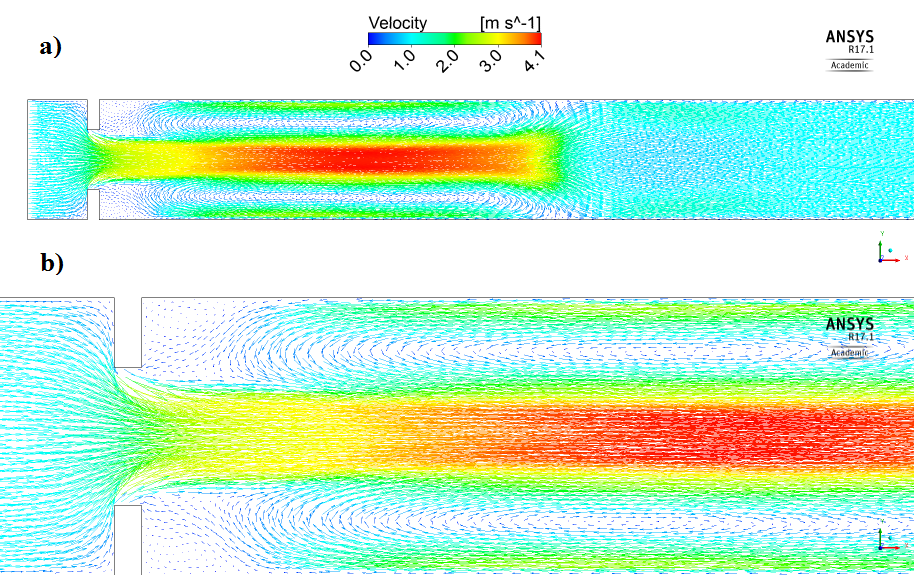 a)
Velocity [m s^-1]
0.0 1.0 2.0 3.0 4.1
ANSYS
R17.1
Academic
Y
X
b)
ANSYS
R17.1
Academic